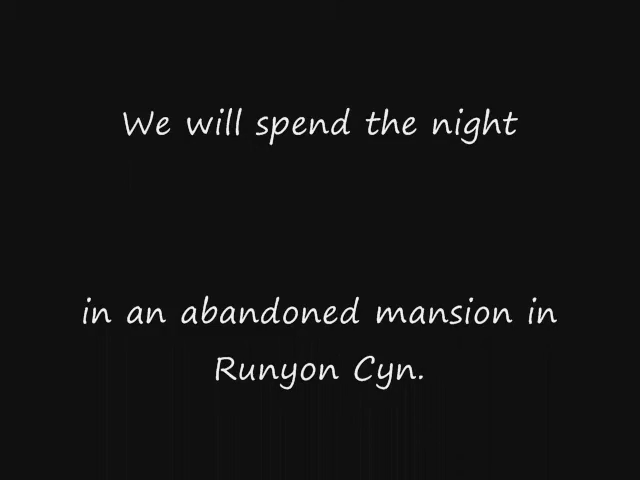 We will spend the night
in an abandoned mansion in
Runyon Cyn.